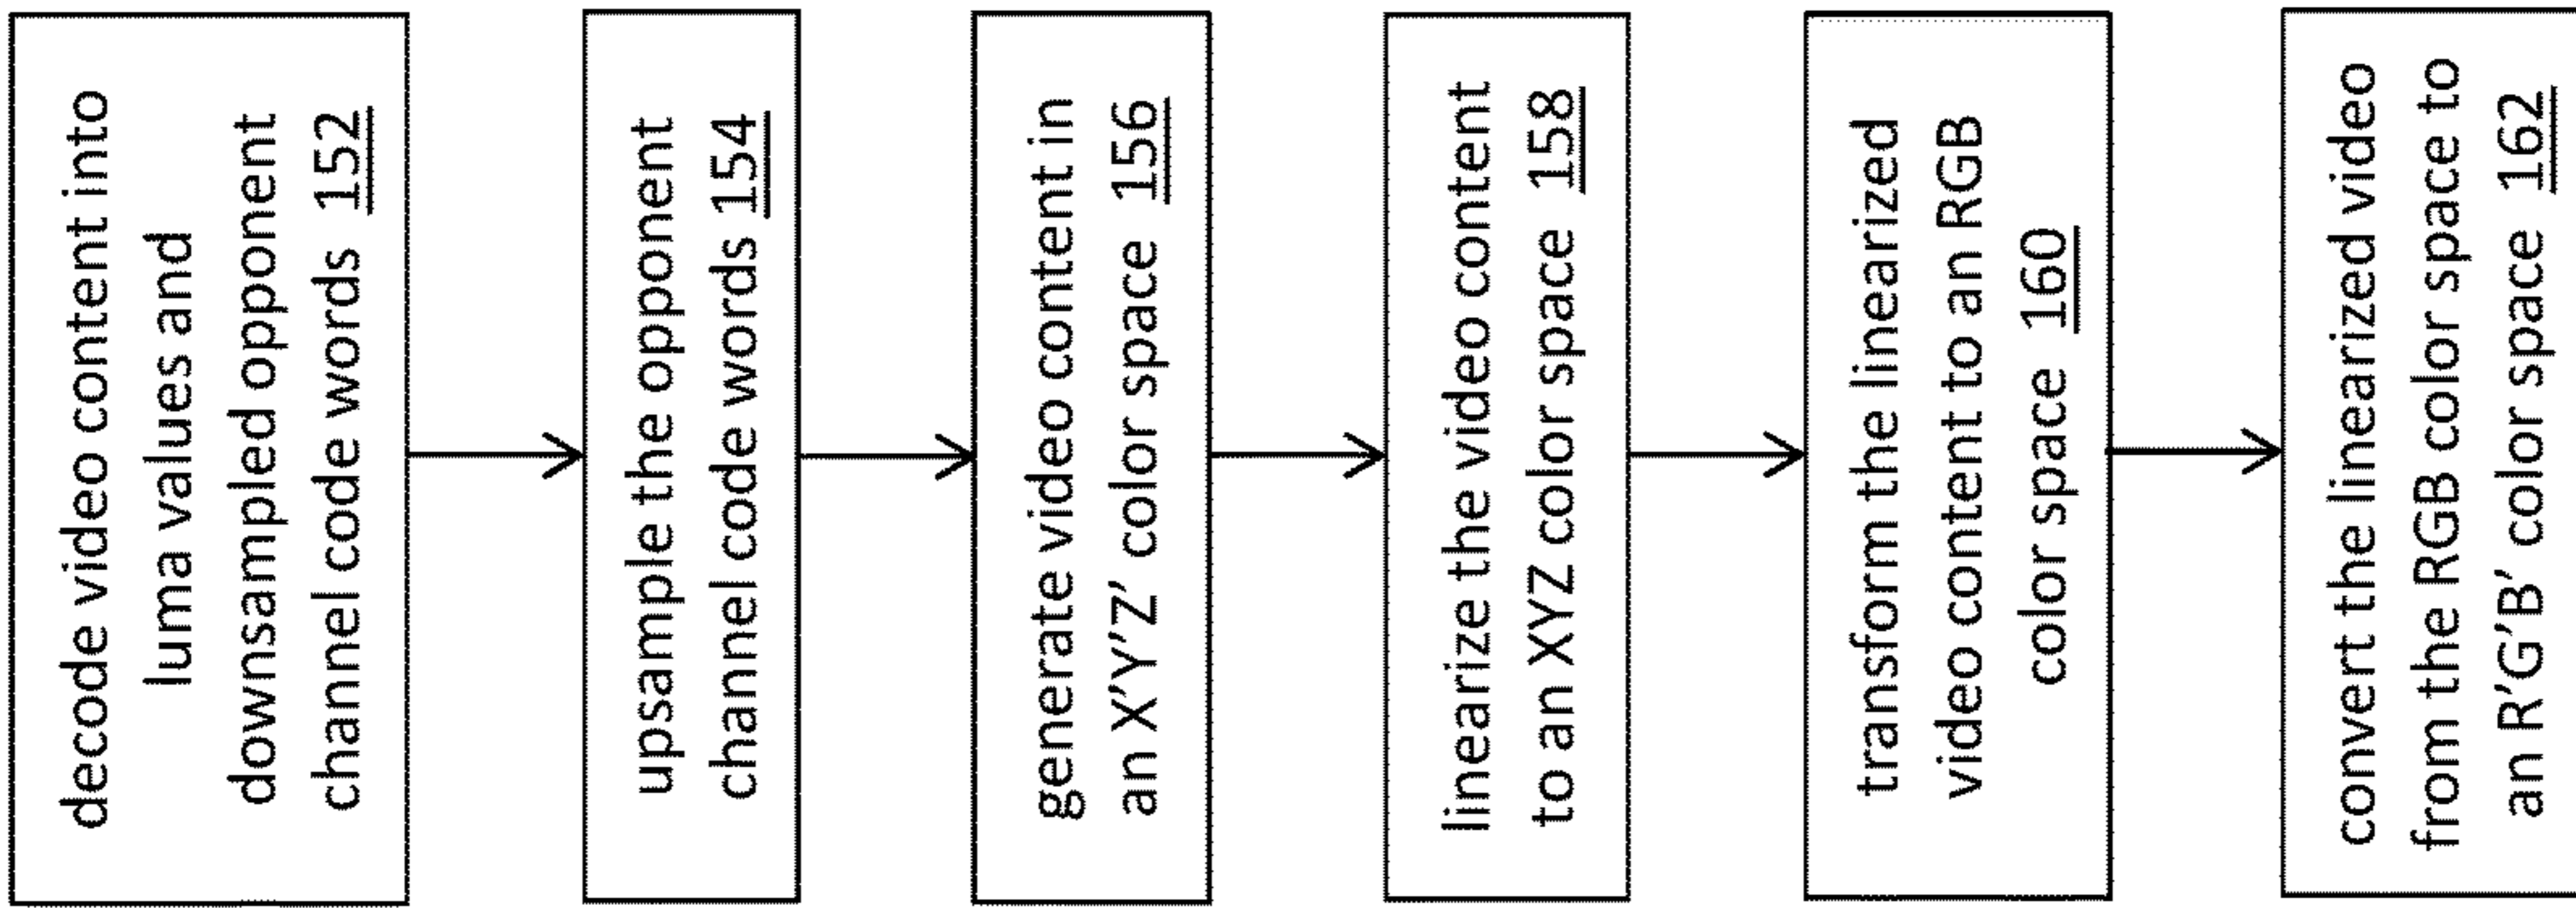 decode video content into
luma values and
downsampled opponent
channel code words 152
upsample the opponent
channel code words 154
generate video content in
an X'Y'Z' color space 156
linearize the video content
to an XYZ color space 158
transform the linearized
video content to an RGB
color space 160
convert the linearized video
from the RGB color space to
an R'G'B' color space 162